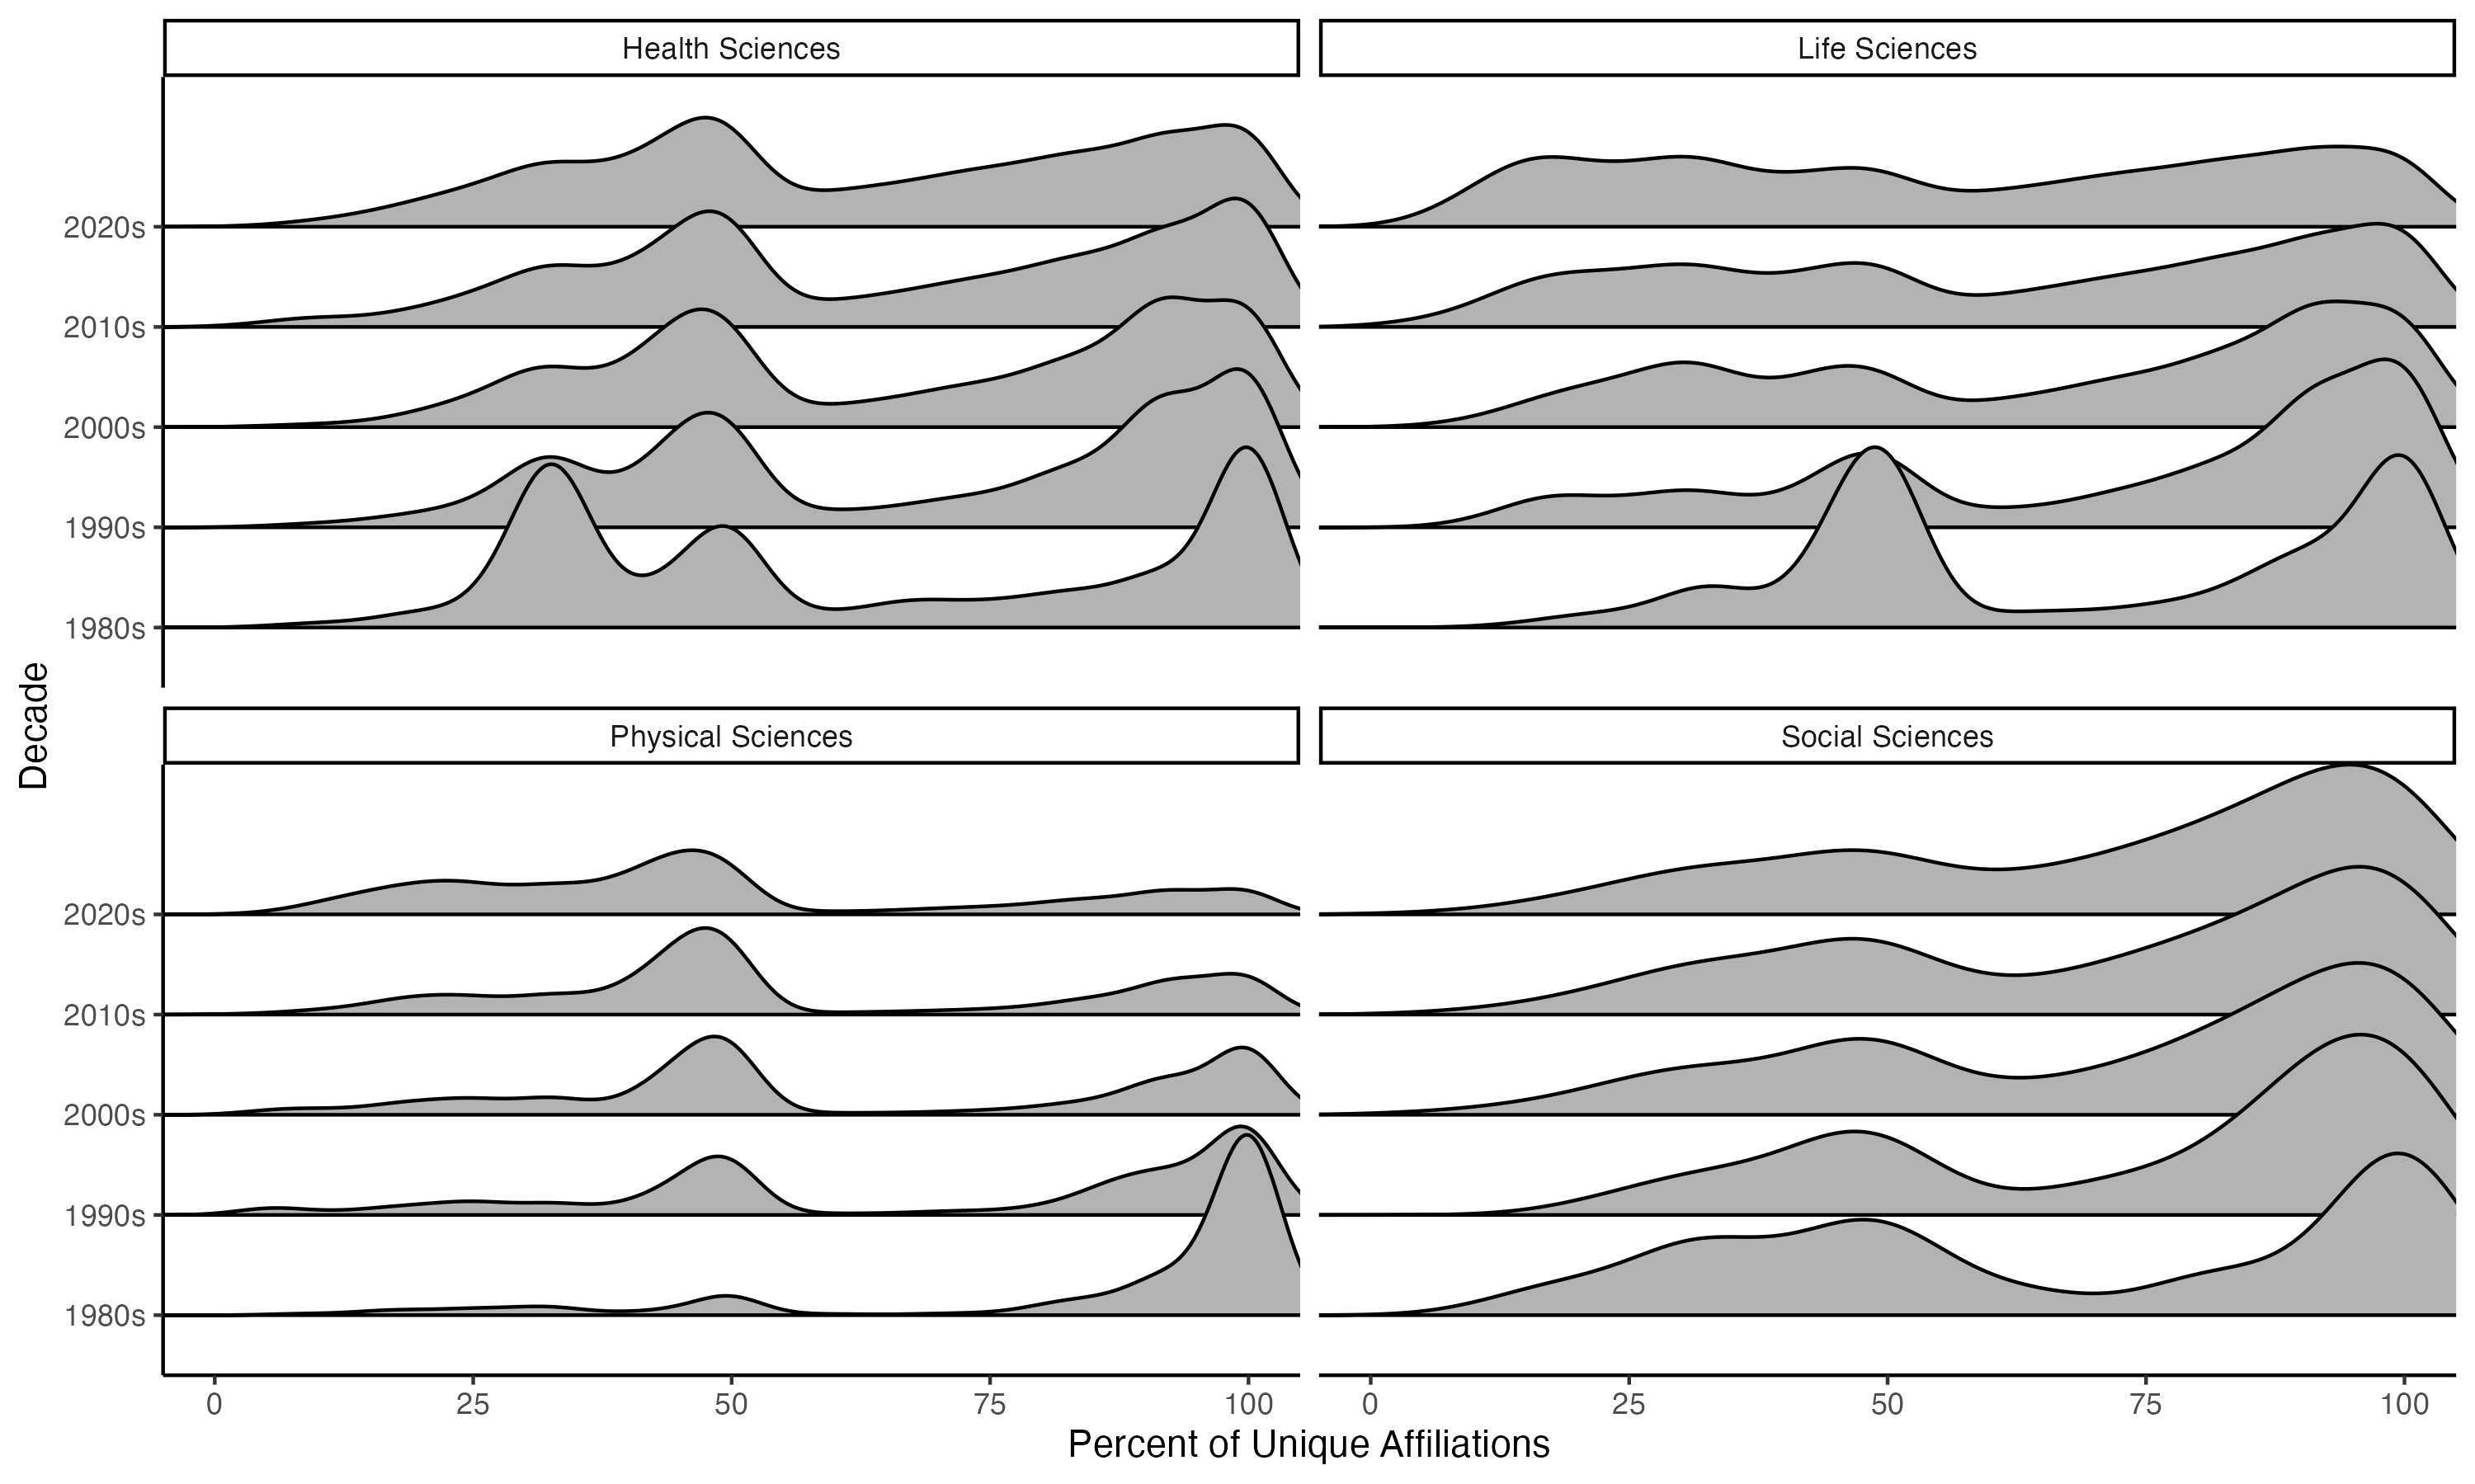 Health Sciences
Life Sciences
2020s
2010s
2000s
1990s
1980s
Decade
Physical Sciences
Social Sciences
2020s
2010s
2000s
1990s
1980s
0 25 50 75 100 0 25 50 75 100
Percent of Unique Affiliations